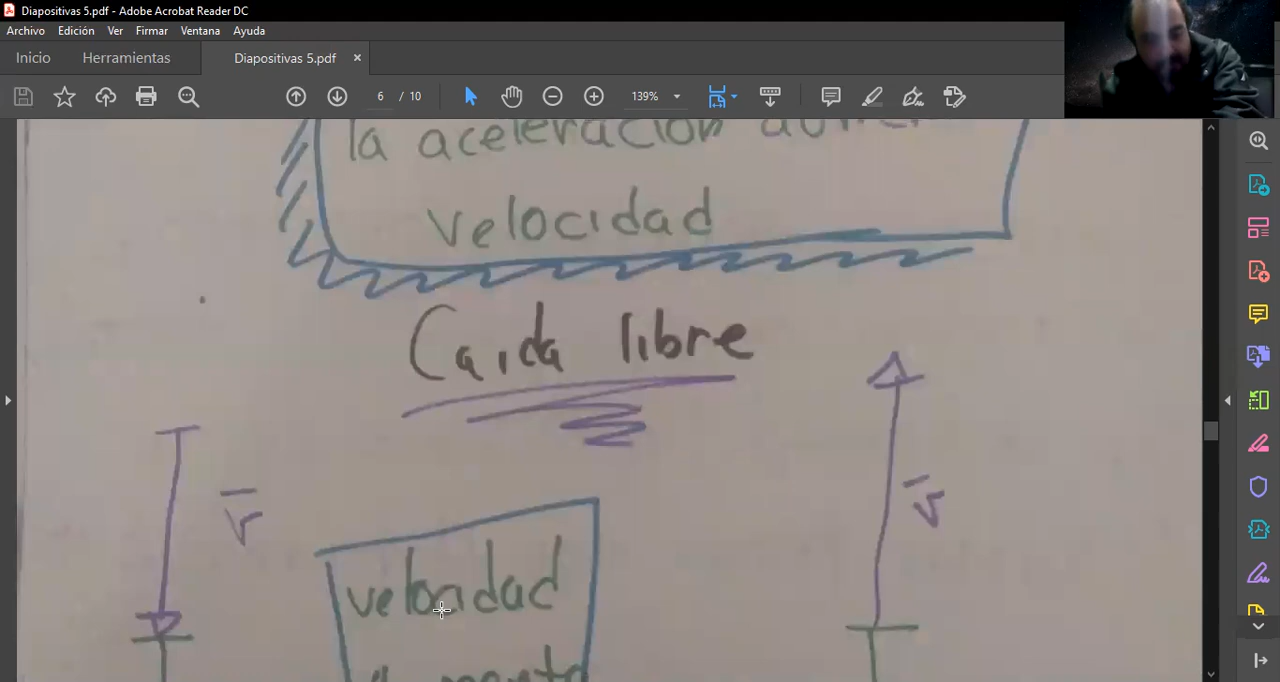 Diapositivas 5.pdf - Adobe Acrobat Reader DC
Archivo Edición Ver Firmar Ventana Ayuda
Inicio Herramientas Diapositivas 5.pdf ×
6 / 10 139%
la aceleración
velocidad
Caida libre
v
v
velocidad